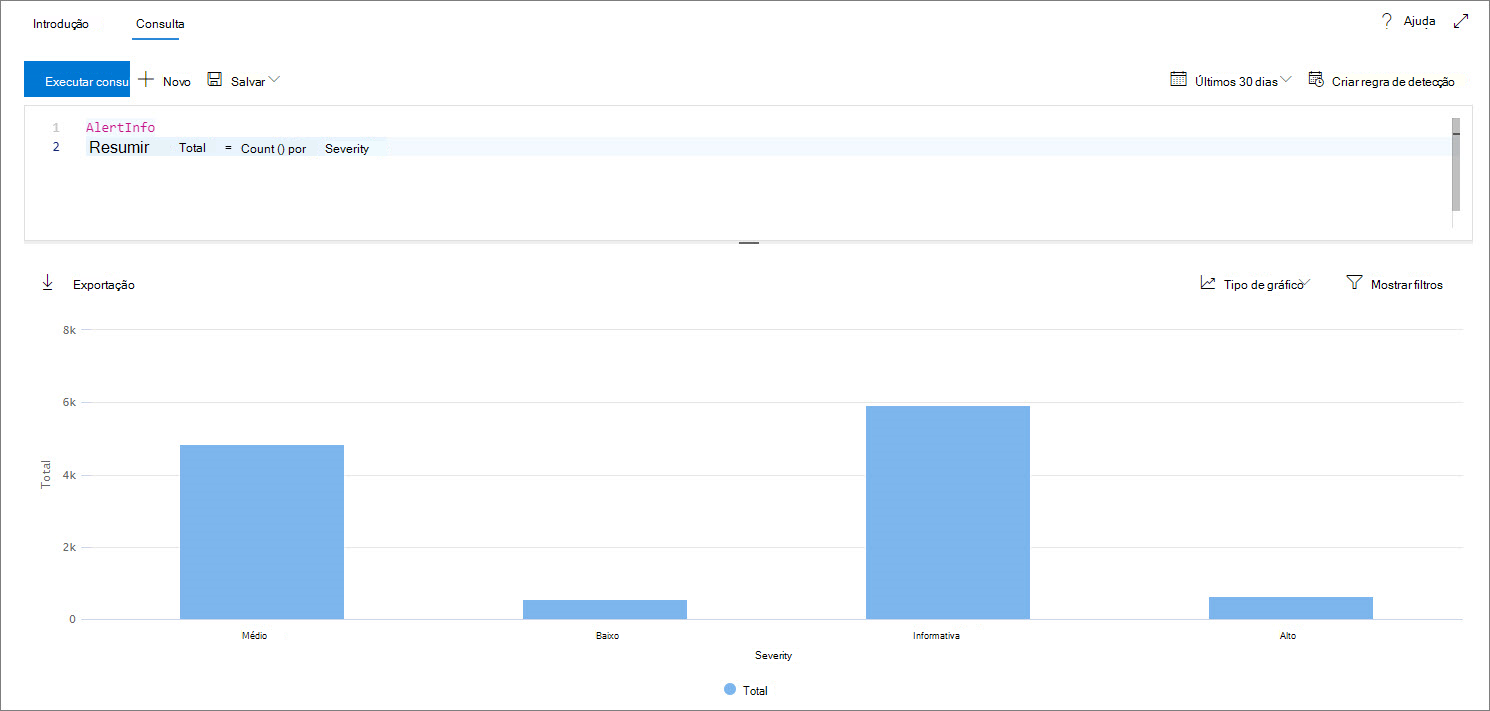 Introdução Consulta ? Ajuda
Executar consu Novo Salvar Últimos 30 dias Criar regra de detecção
1 AlertInfo
2 Resumir Total = Count () por Severity
Exportação Tipo de gráfico Mostrar filtros
8k
6k
4k
2k
0
Total
Médio Baixo Informativa Alto
Severity
Total